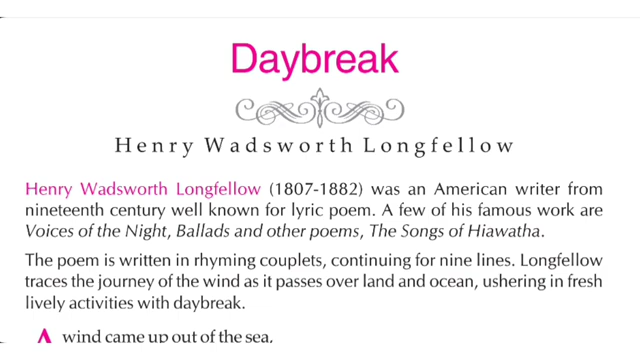 Daybreak
Henry Wadsworth Longfellow
Henry Wadsworth Longfellow (1807-1882) was an American writer from
nineteenth century well known for lyric poem. A few of his famous work are
Voices of the Night, Ballads and other poems, The Songs of Hiawatha.
The poem is written in rhyming couplets, continuing for nine lines. Longfellow
traces the journey of the wind as it passes over land and ocean, ushering in fresh
lively activities with daybreak.
A wind came up out of the sea,